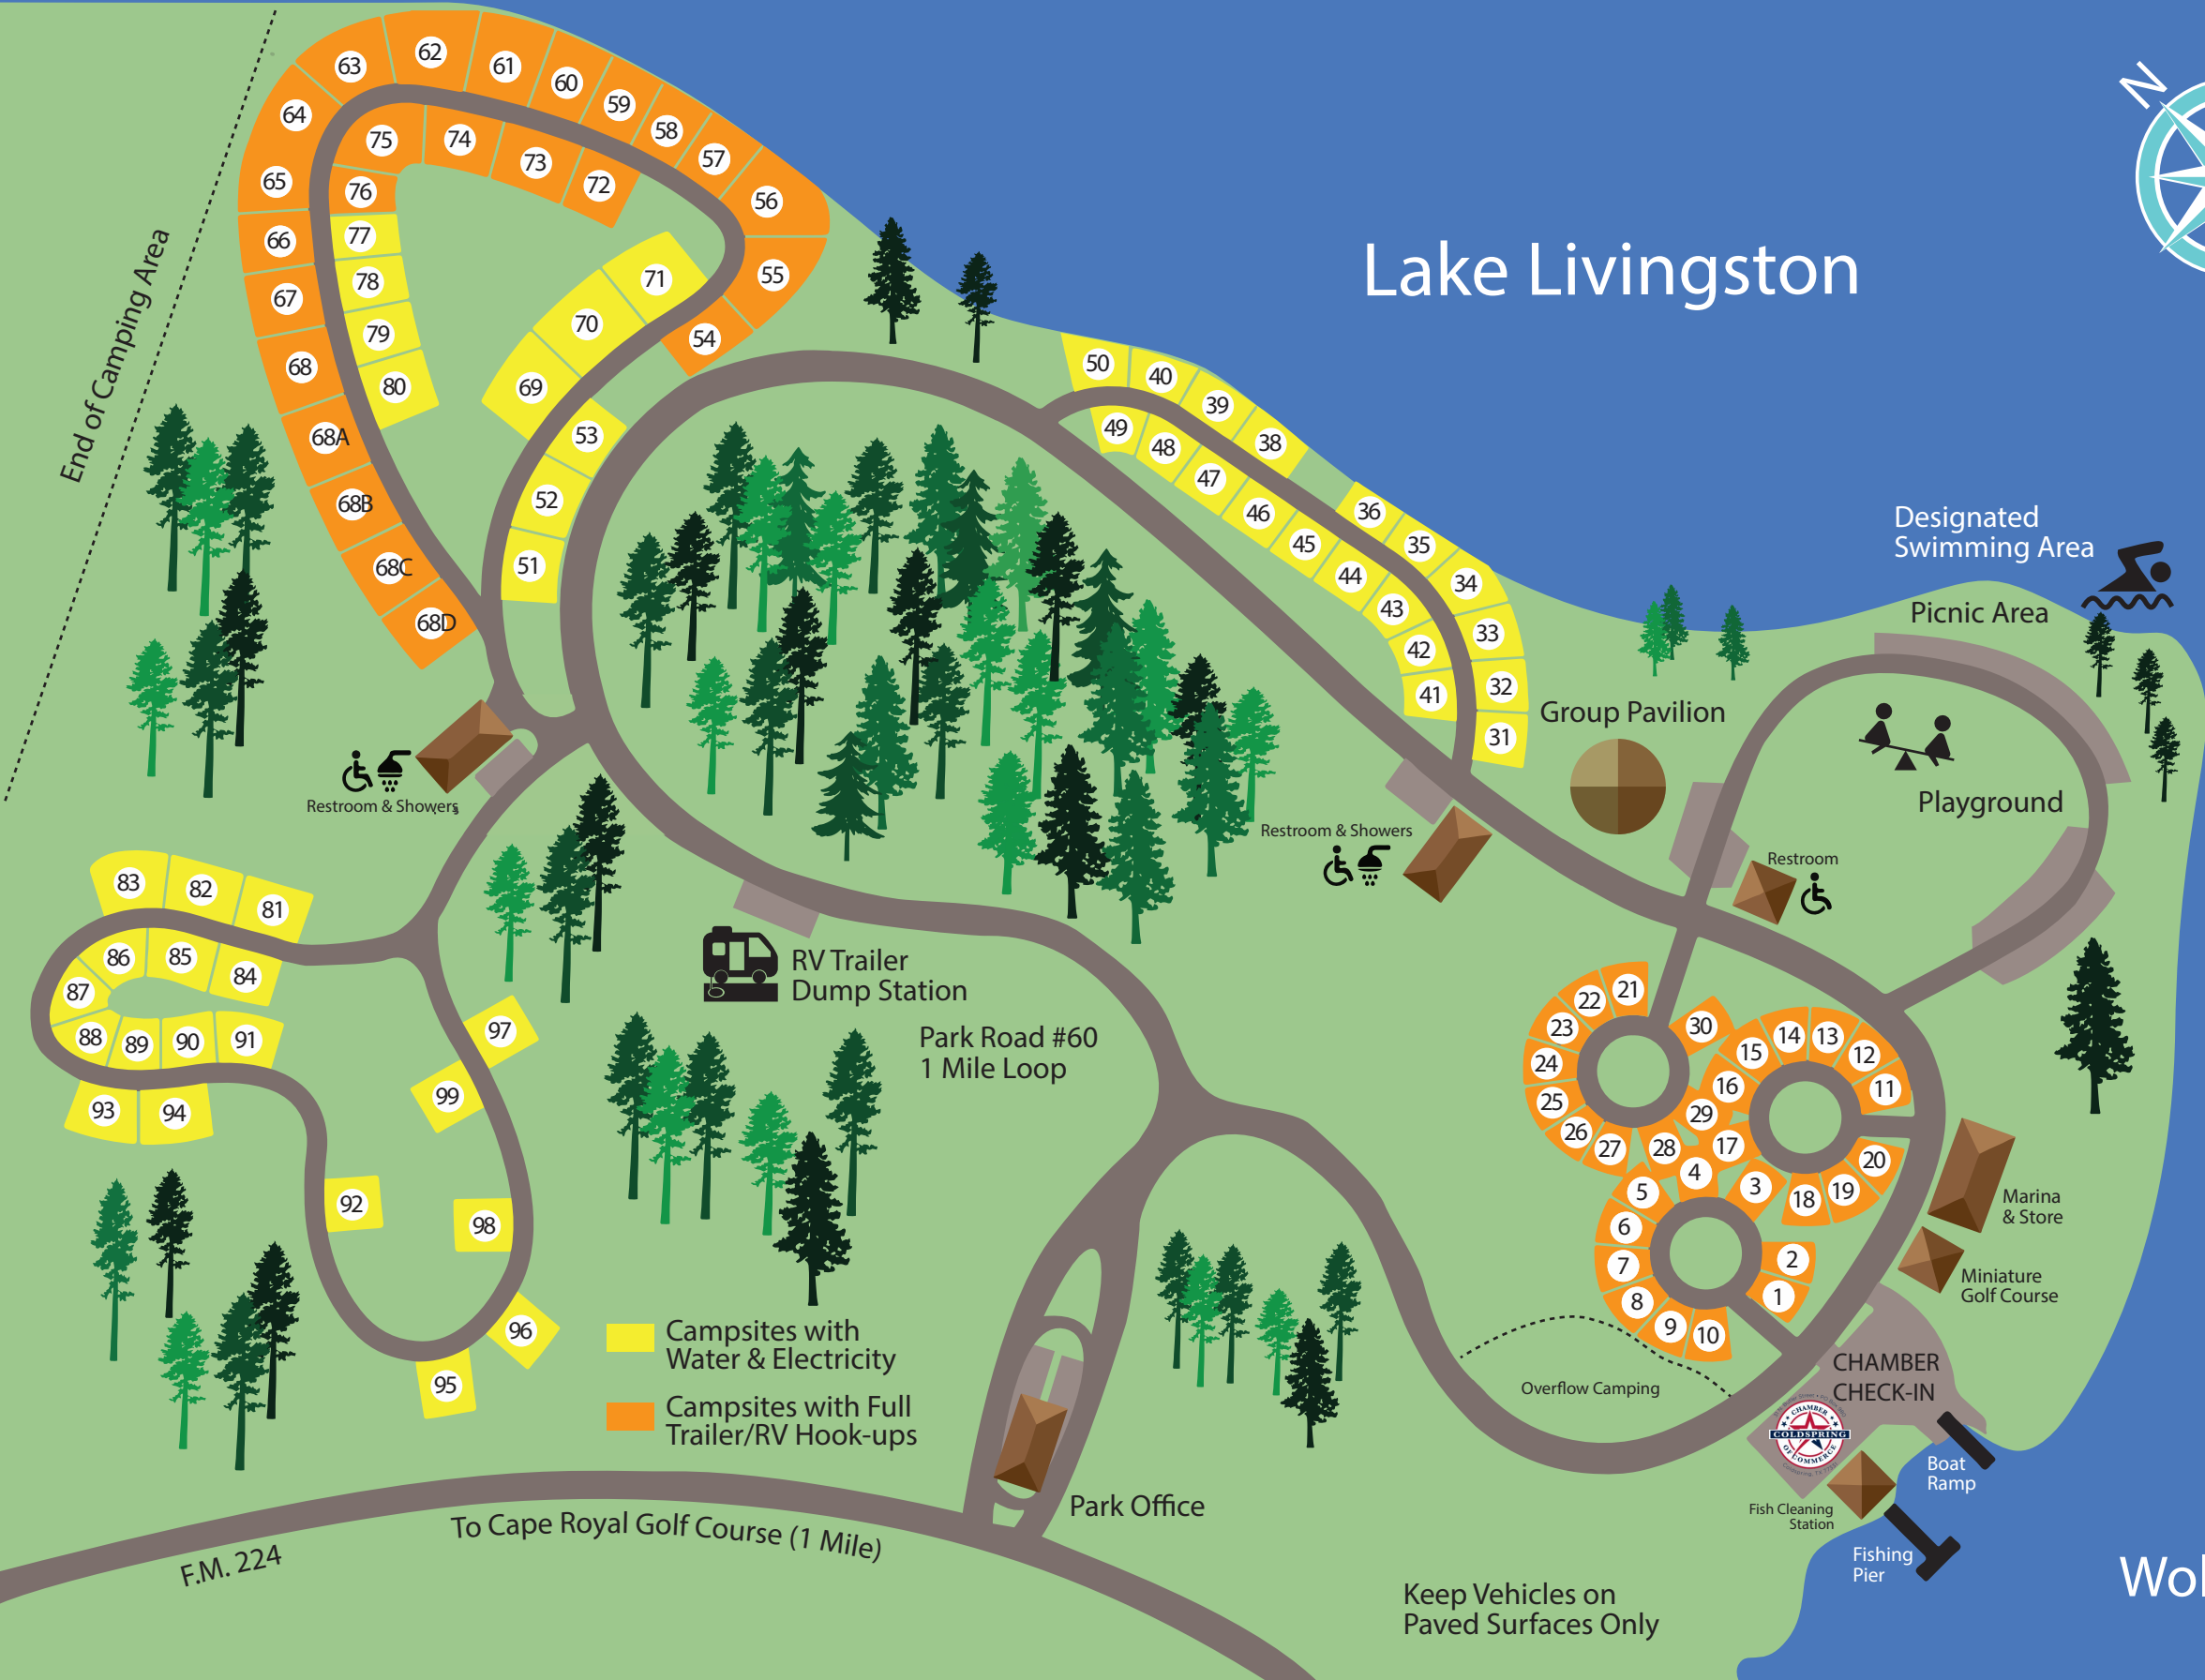 N
Lake Livingston
End of Camping Area
62
63
61
60
59
64
58
57
75
74
73
72
56
65
76
66
77
55
71
67
78
70
79
54
68
80
69
50
40
39
68A
53
49
48
38
68B
52
47
46
36
68C
51
45
35
44
34
68D
43
33
42
41
32
31
Designated
Swimming Area
Picnic Area
Group Pavilion
Playground
Restroom & Showers
Restroom & Showers
Restroom
83
82
81
86
85
84
87
88
89
90
91
93
94
97
99
92
98
96
95
RV Trailer
Dump Station
Park Road #60
1 Mile Loop
21
22
23
24
25
26
27
28
29
30
14
13
15
12
16
11
17
20
19
18
4
3
5
6
7
2
8
1
9
10
Marina
& Store
Miniature
Golf Course
Campsites with
Water & Electricity
Campsites with Full
Trailer/RV Hook-ups
Overflow Camping
CHAMBER
CHECK-IN
CHAMBER
COLDSPRING
OF COMMERCE
Boat
Ramp
Fish Cleaning
Station
Fishing
Pier
Park Office
To Cape Royal Golf Course (1 Mile)
F.M. 224
Keep Vehicles on
Paved Surfaces Only
Wol